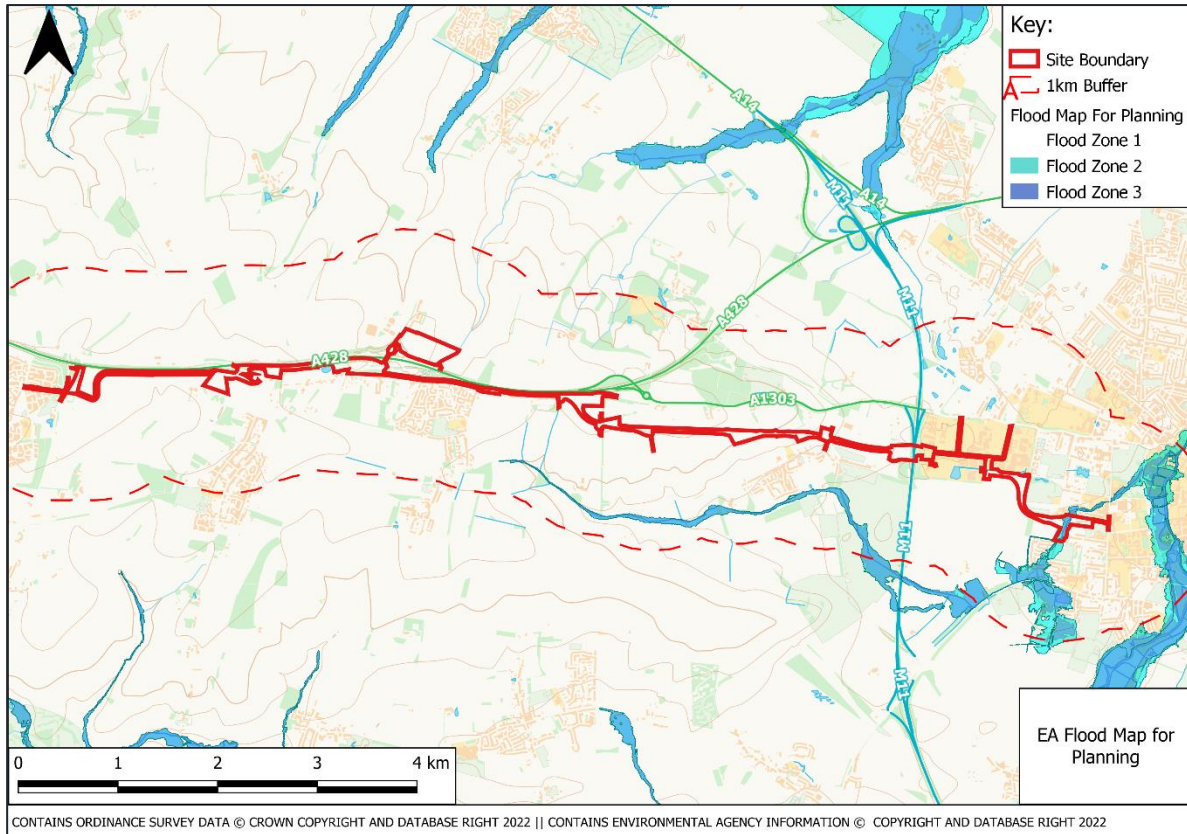 Key:
Site Boundary
A
1km Buffer
Flood Map For Planning
Flood Zone 1
Flood Zone 2
Flood Zone 3
A14
M11
A14
M11
A428
A428
A1303
M11
M11
EA Flood Map for
Planning
0 1 2 3 4 km
CONTAINS ORDINANCE SURVEY DATA © CROWN COPYRIGHT AND DATABASE RIGHT 2022 || CONTAINS ENVIRONMENTAL AGENCY INFORMATION © COPYRIGHT AND DATABASE RIGHT 2022